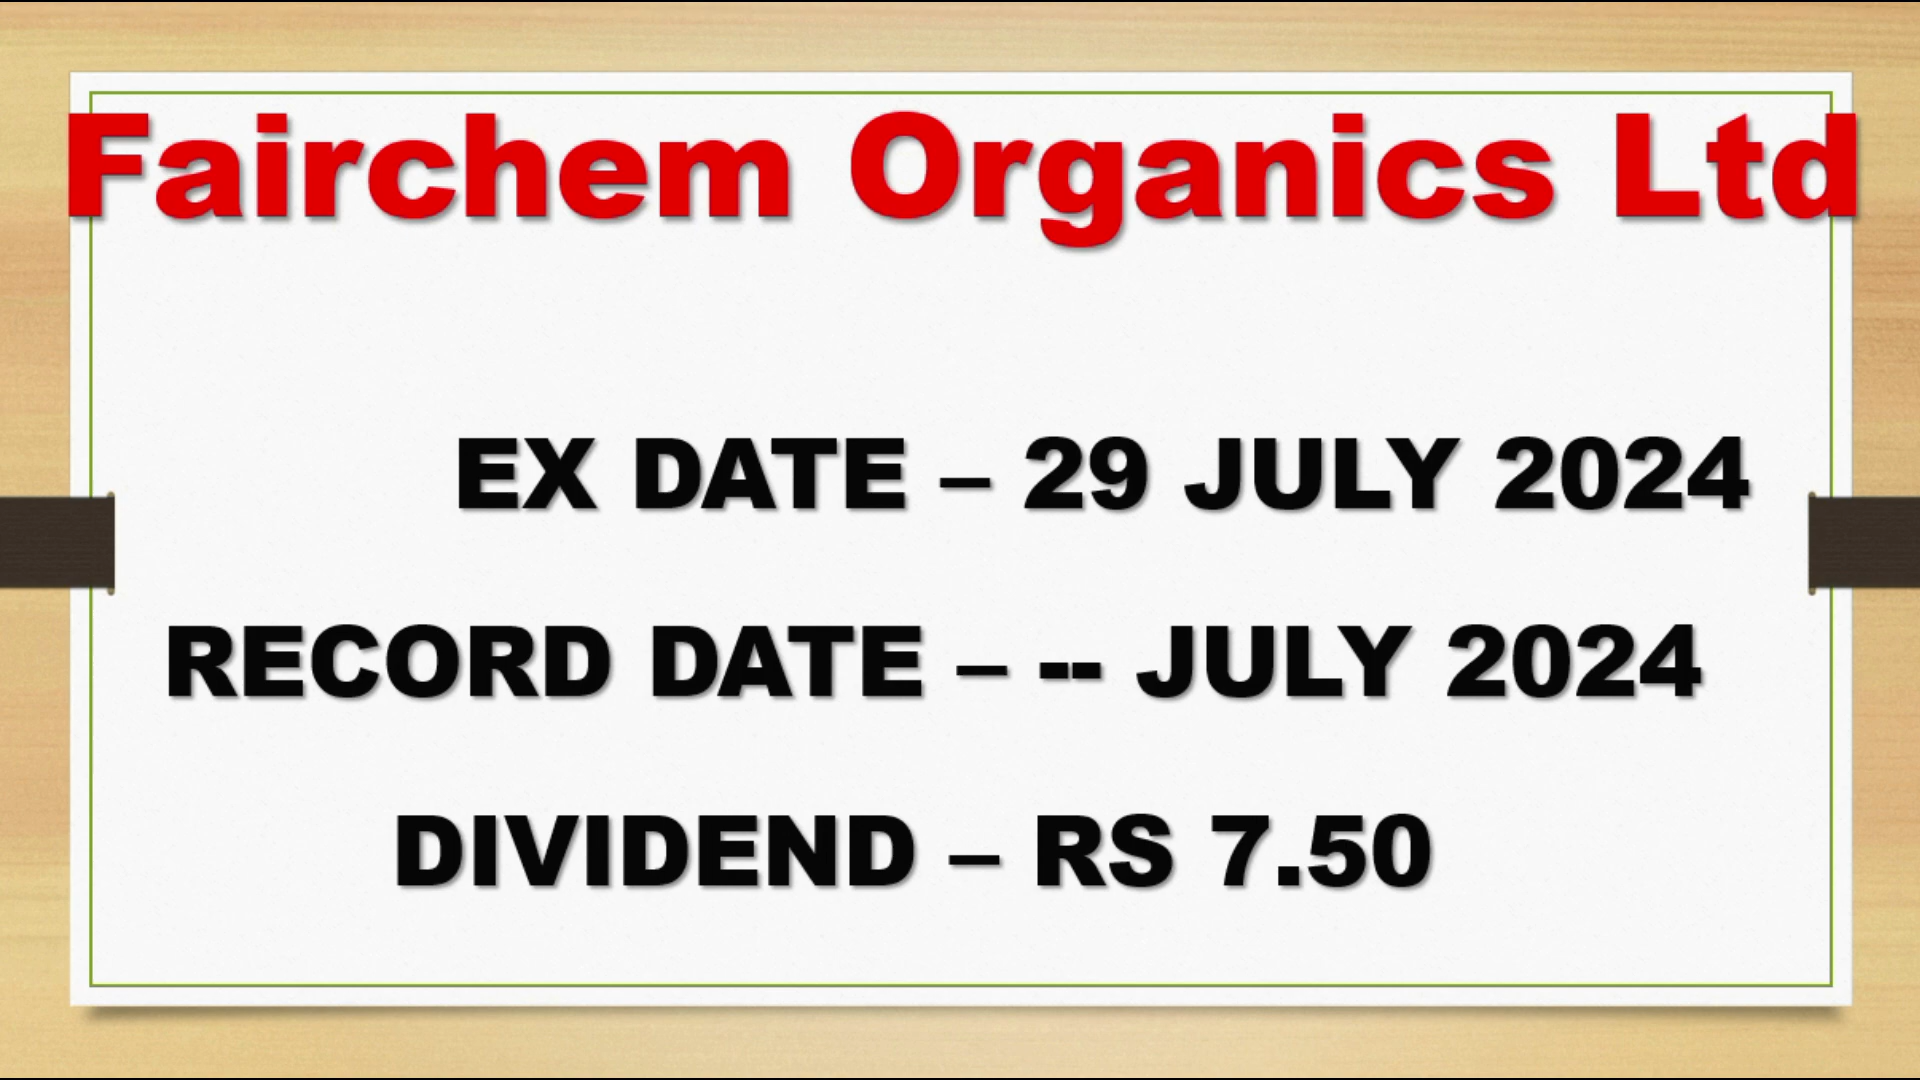 Fairchem Organics Ltd
EX DATE – 29 JULY 2024
RECORD DATE – -- JULY 2024
DIVIDEND – RS 7.50